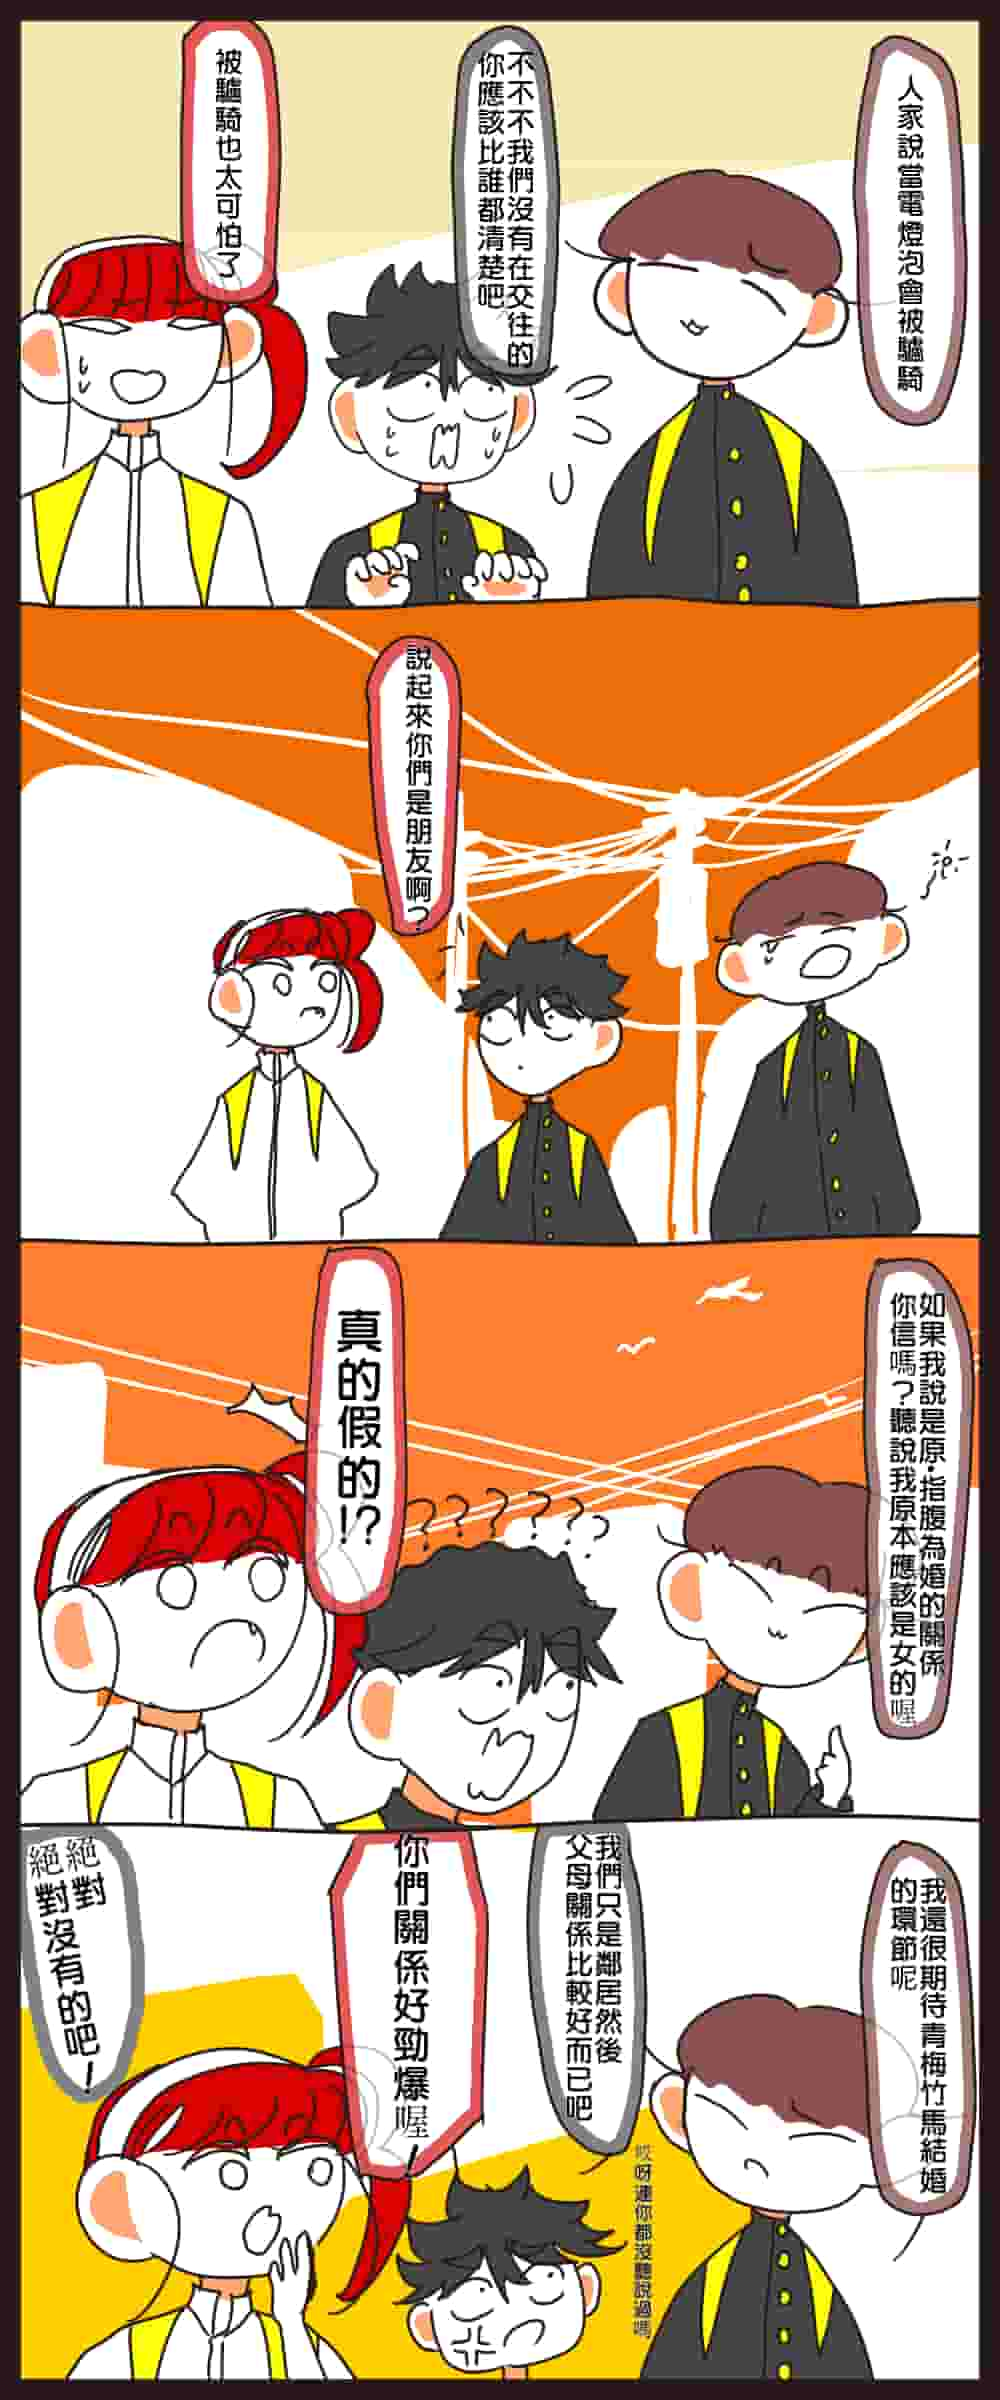 人家說當電燈泡會被驢騎
不不不我們沒有在交往的
你應該比誰都清楚吧
被驢騎也太可怕了
說起來你們是朋友啊?
如果我說是原·指腹為婚的關係
你信嗎?聽說我原本應該是女的喔
真的假的!?
??????
我還很期待青梅竹馬結婚
的環節呢
我們只是鄰居然後
父母關係比較好而已吧
哎呀連你都沒聽說過嗎
你們關係好勁爆喔!
絕對
絕對沒有的吧!